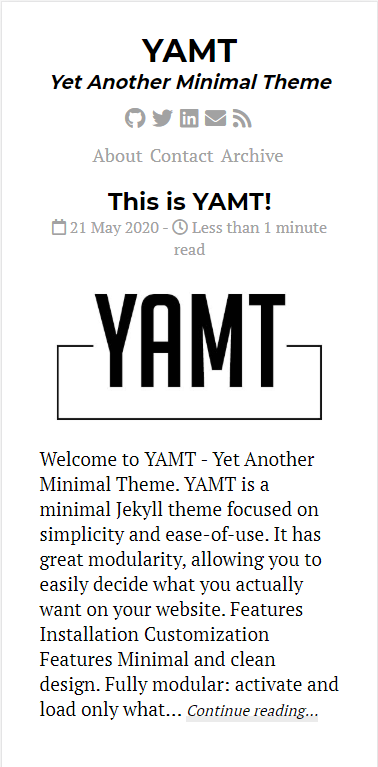 YAMT
Yet Another Minimal Theme
About Contact Archive
This is YAMT!
21 May 2020 - Less than 1 minute
read
YAMT
Welcome to YAMT - Yet Another
Minimal Theme. YAMT is a
minimal Jekyll theme focused on
simplicity and ease-of-use. It has
great modularity, allowing you to
easily decide what you actually
want on your website. Features
Installation Customization
Features Minimal and clean
design. Fully modular: activate and
load only what... Continue reading...